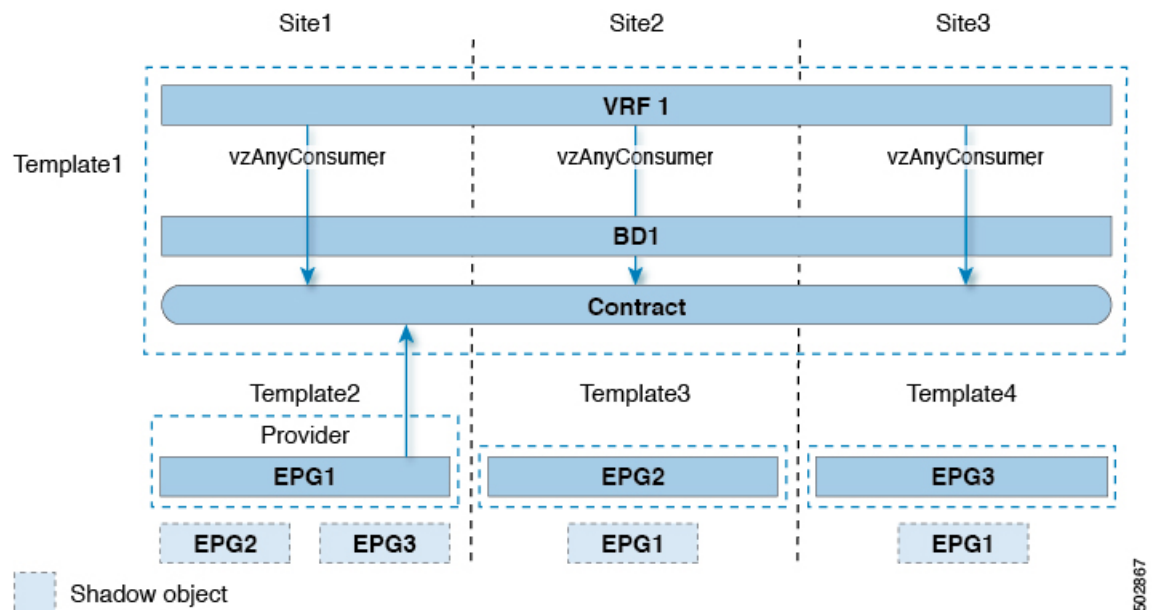 Site1 Site2 Site3
VRF 1
Template1
vzAnyConsumer vzAnyConsumer vzAnyConsumer
BD1
Contract
Template2 Template3 Template4
Provider
EPG1 EPG2 EPG3
EPG2 EPG3 EPG1 EPG1
Shadow object
502867